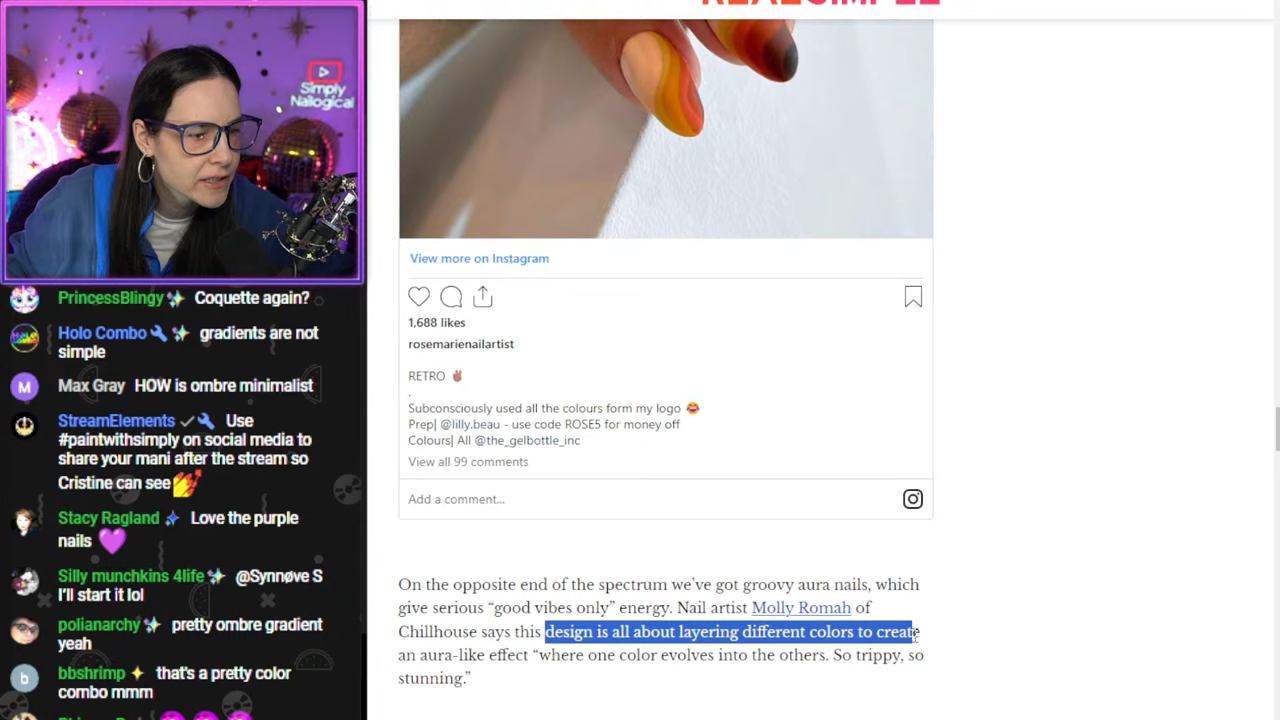 REAL SIMPLE
Simply
Nailogical
PrincessBlingy Coquette again?
Holo Combo gradients are not
simple
M
Max Gray HOW is ombre minimalist
StreamElements Use
#paintwithsimply on social media to
share your mani after the stream so
Cristine can see
Stacy Ragland Love the purple
nails
Silly munchkins 4life @Synnøve S
I'll start it lol
polianarchy pretty ombre gradient
yeah
b
bbshimmy that's a pretty color
combo mmm
View more on Instagram
1,688 likes
rosemarienailartist
RETRO ✌🏽
.
Subconsciously used all the colours form my logo 😂
Prep| @lilly.beau - use code ROSE5 for money off
Colours| All @the_gelbottle_inc
View all 99 comments
Add a comment...
On the opposite end of the spectrum we've got groovy aura nails, which
give serious “good vibes only” energy. Nail artist Molly Romah of
Chillhouse says this design is all about layering different colors to create
an aura-like effect “where one color evolves into the others. So trippy, so
stunning.”